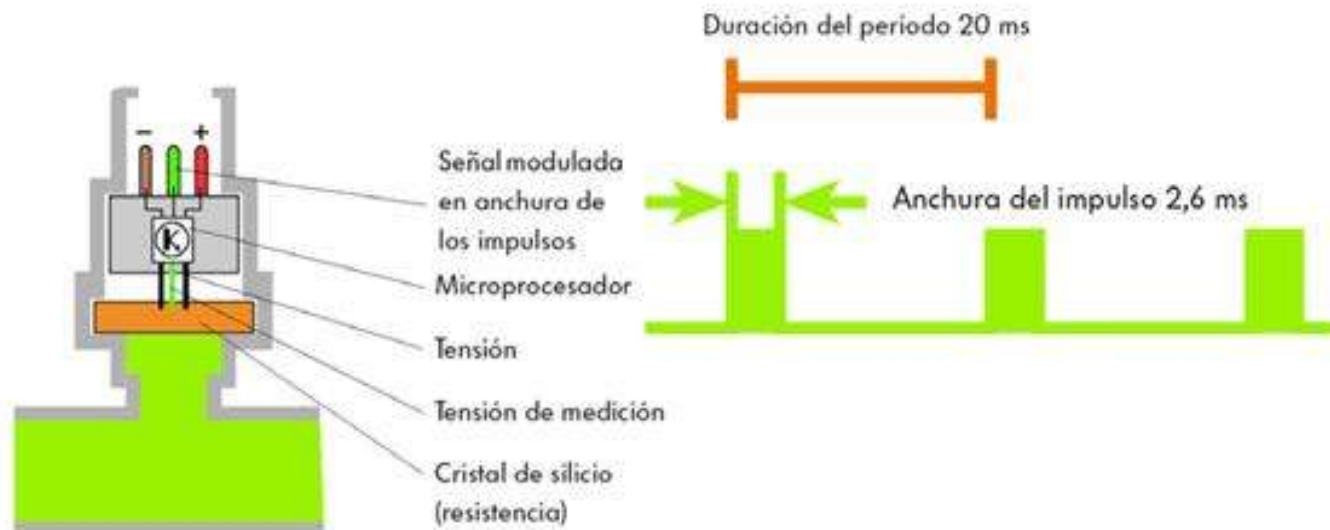 Duración del período 20 ms
- +
Señal modulada
en anchura de
los impulsos
Microprocesador
Tensión
Tensión de medición
Cristal de silicio
(resistencia)
Anchura del impulso 2,6 ms
K